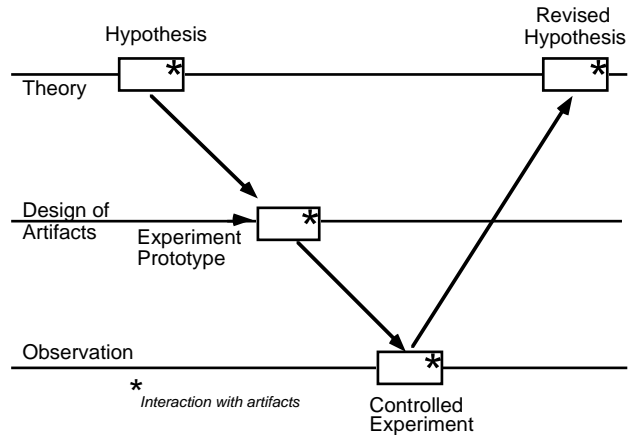 Hypothesis
Revised
Hypothesis
*
*
Theory
Design of
Artifacts
Experiment
Prototype
*
Observation
*
* Interaction with artifacts
Controlled
Experiment